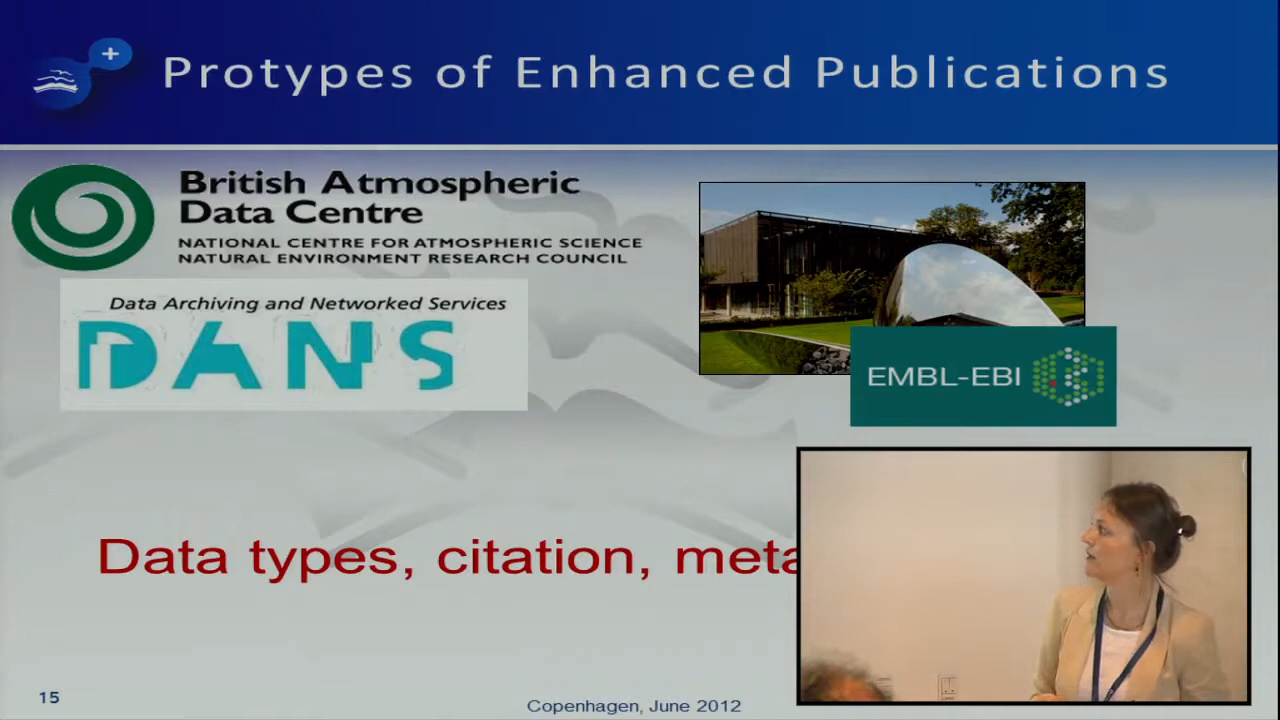 Protypes of Enhanced Publications
British Atmospheric
Data Centre
NATIONAL CENTRE FOR ATMOSPHERIC SCIENCE
NATURAL ENVIRONMENT RESEARCH COUNCIL
Data Archiving and Networked Services
DANS
EMBL-EBI
Data types, citation, meta
15
Copenhagen, June 2012